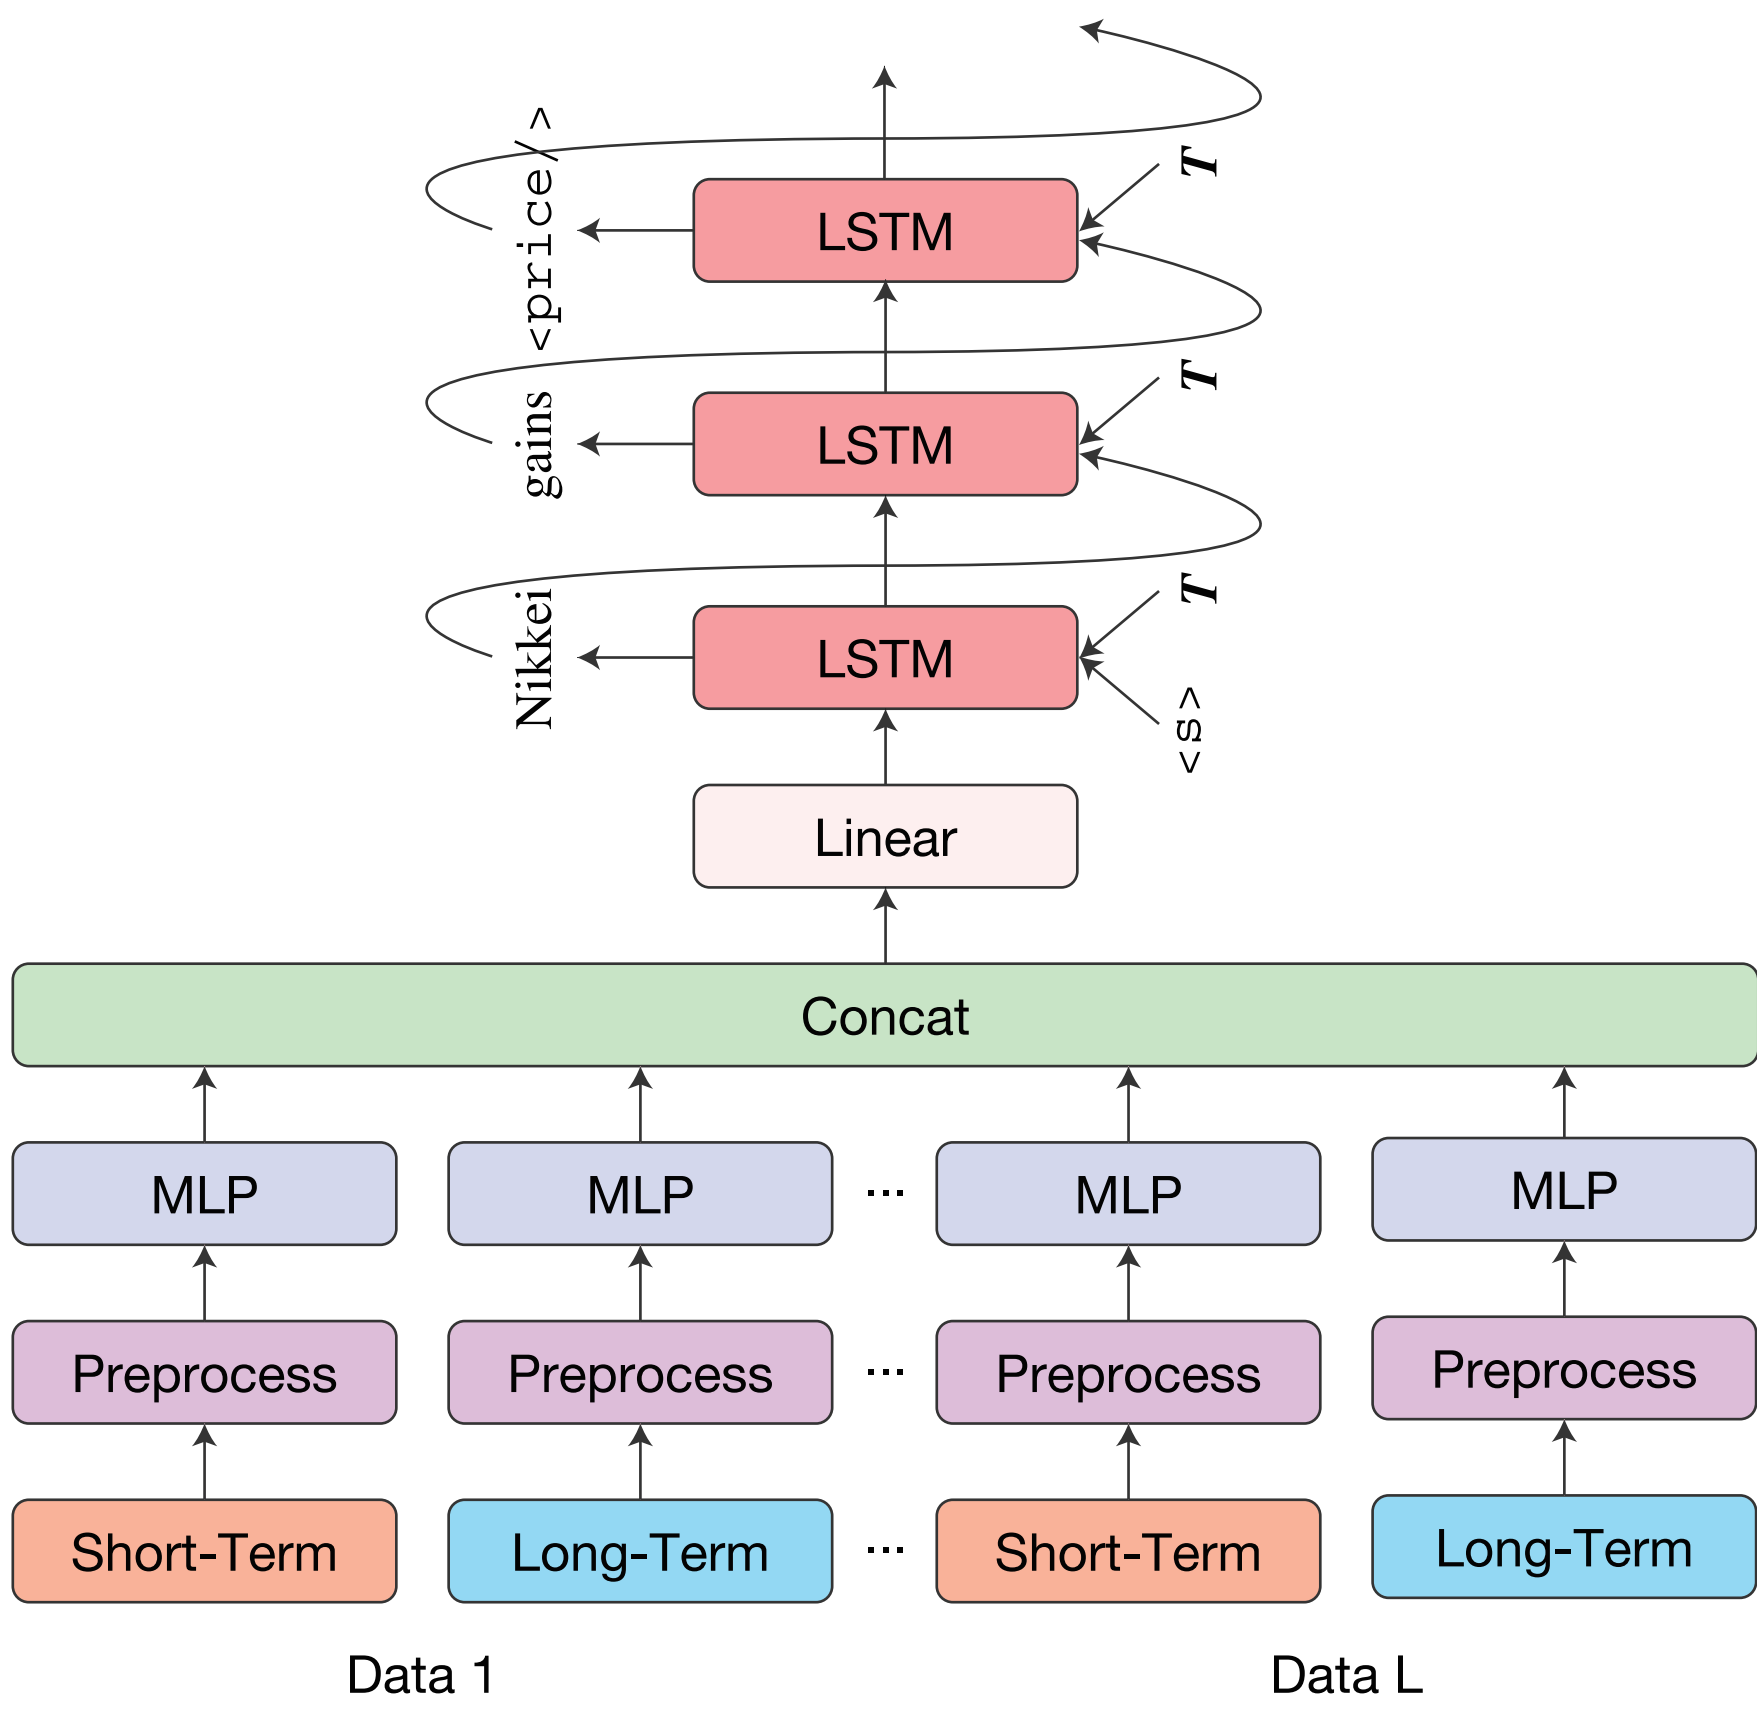 <price/>
T
LSTM
gains
T
LSTM
Nikkei
T
LSTM
<s>
Linear
Concat
MLP MLP ... MLP MLP
Preprocess Preprocess ... Preprocess Preprocess
Short-Term Long-Term ... Short-Term Long-Term
Data 1 Data L